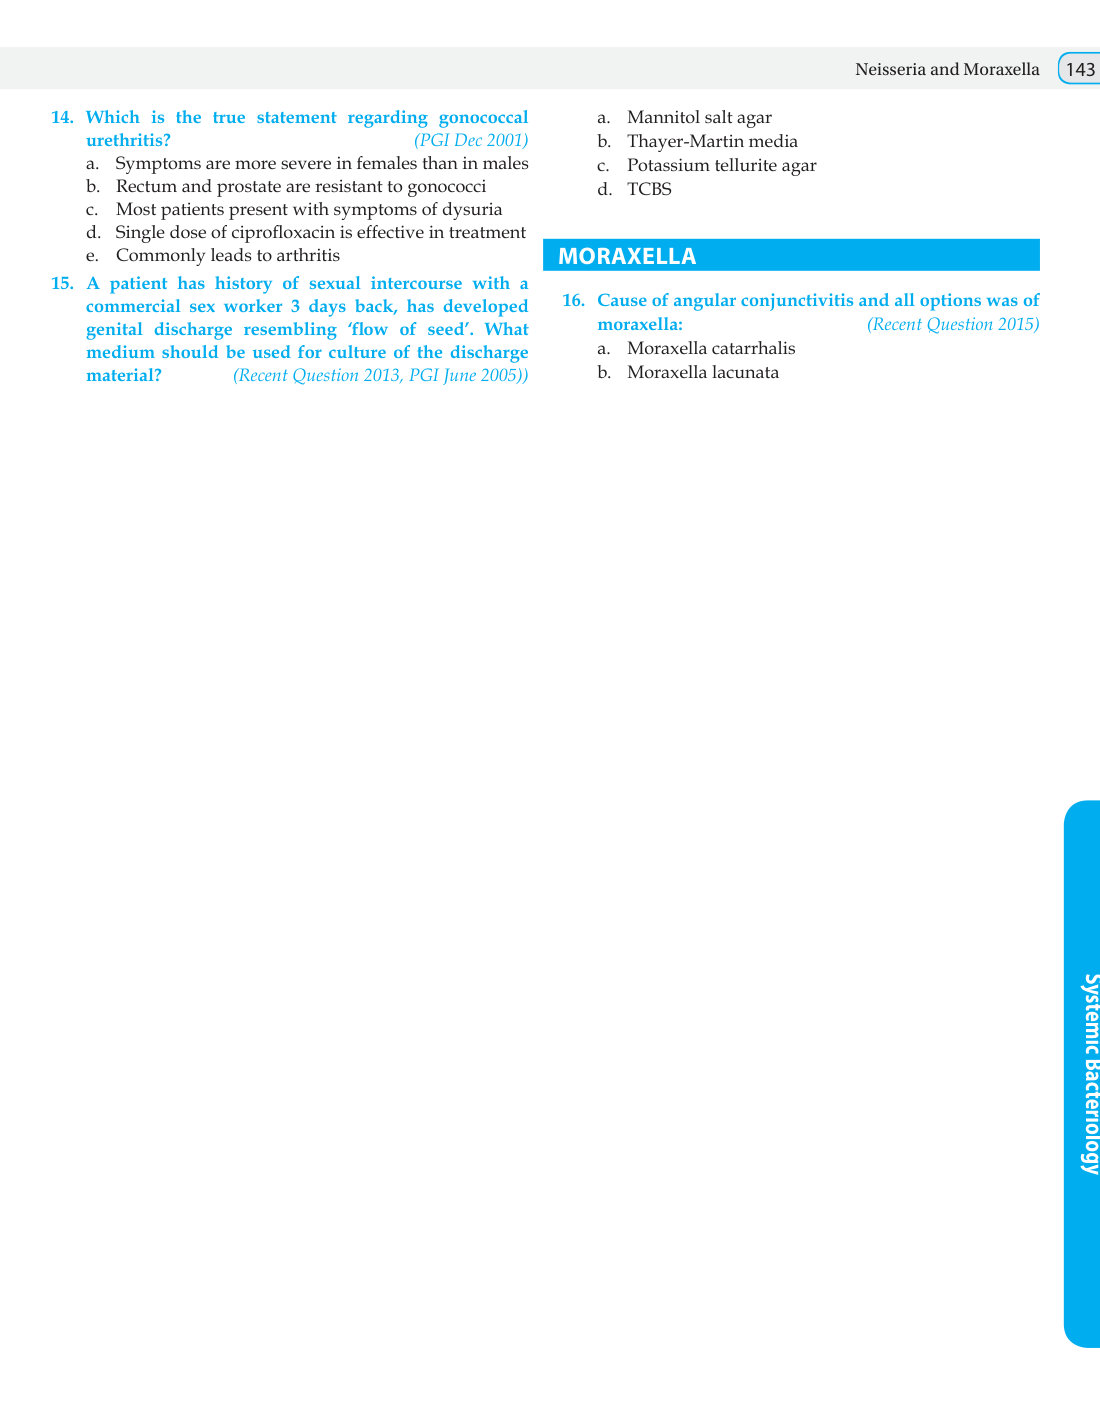 Neisseria and Moraxella 143
14. Which is the true statement regarding gonococcal
urethritis? (PGI Dec 2001)
a. Symptoms are more severe in females than in males
b. Rectum and prostate are resistant to gonococci
c. Most patients present with symptoms of dysuria
d. Single dose of ciprofloxacin is effective in treatment
e. Commonly leads to arthritis
15. A patient has history of sexual intercourse with a
commercial sex worker 3 days back, has developed
genital discharge resembling ‘flow of seed’. What
medium should be used for culture of the discharge
material? (Recent Question 2013, PGI June 2005))
a. Mannitol salt agar
b. Thayer-Martin media
c. Potassium tellurite agar
d. TCBS
MORAXELLA
16. Cause of angular conjunctivitis and all options was of
moraxella: (Recent Question 2015)
a. Moraxella catarrhalis
b. Moraxella lacunata
Systemic Bacteriology